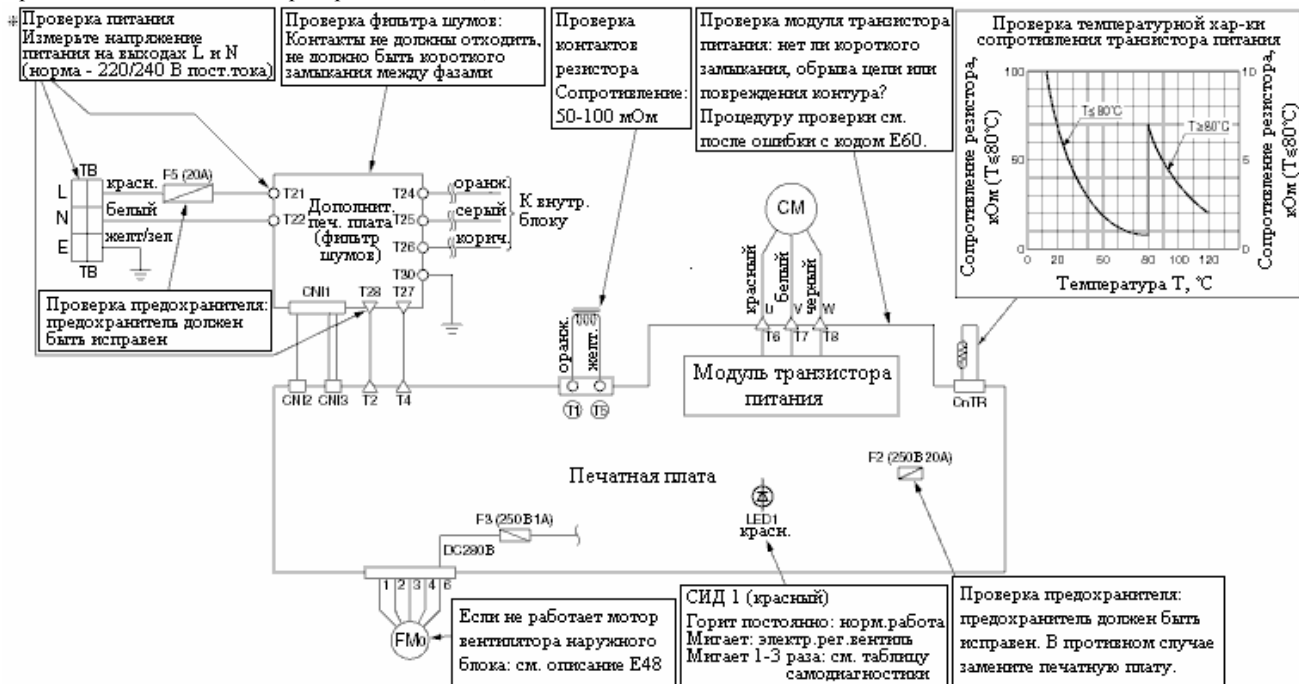 *
Проверка питания
Измерьте напряжение
питания на выходах L и N
(норма - 220/240 В пост.тока)
Проверка фильтра шумов:
Контакты не должны отходить,
не должно быть короткого
замыкания между фазами
Проверка
контактов
резистора
Сопротивление:
50-100 мОм
Проверка модуля транзистора
питания: нет ли короткого
замыкания, обрыва цепи или
повреждения контура?
Процедуру проверки см.
после ошибки с кодом E60.
Проверка температурной хар-ки
сопротивления транзистора питания
Сопротивление резистора,
кОм (T≤80°C)
100
50
0
T≤80°C
T≥80°C
10
5
0
Сопротивление резистора,
кОм (T≤80°C)
0 20 50 80 100 120
Температура T, °C
TB
L
N
E
TB
красн.
белый
желт/зел
F5 (20A)
T21
T22
Дополнит.
печ. плата
(фильтр
шумов)
T24
T25
T26
T30
оранж.
серый
корич.
К внутр.
блоку
CNI1
T28
T27
Проверка предохранителя:
предохранитель должен
быть исправен
CNI2
CNI3
T2
T4
оранж.
желт.
T1
T5
CM
красный
белый
черный
U
V
W
T6
T7
T8
Модуль транзистора
питания
CnTR
Печатная плата
F2 (250В20А)
LED1
красн.
F3 (250В1А)
DC280В
1 2 3 4 6
FMo
Если не работает мотор
вентилятора наружного
блока: см. описание E48
СИД 1 (красный)
Горит постоянно: норм.работа
Мигает: электр.рег.вентиль
Мигает 1-3 раза: см. таблицу
самодиагностики
Проверка предохранителя:
предохранитель должен быть
исправен. В противном случае
замените печатную плату.